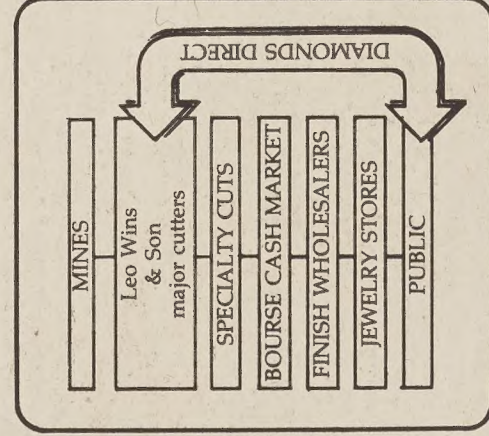 MINES
Leo Wins
& Son
major cutters
SPECIALTY CUTS
BOURSE CASH MARKET
FINISH WHOLESALERS
JEWELRY STORES
PUBLIC
DIAMONDS DIRECT